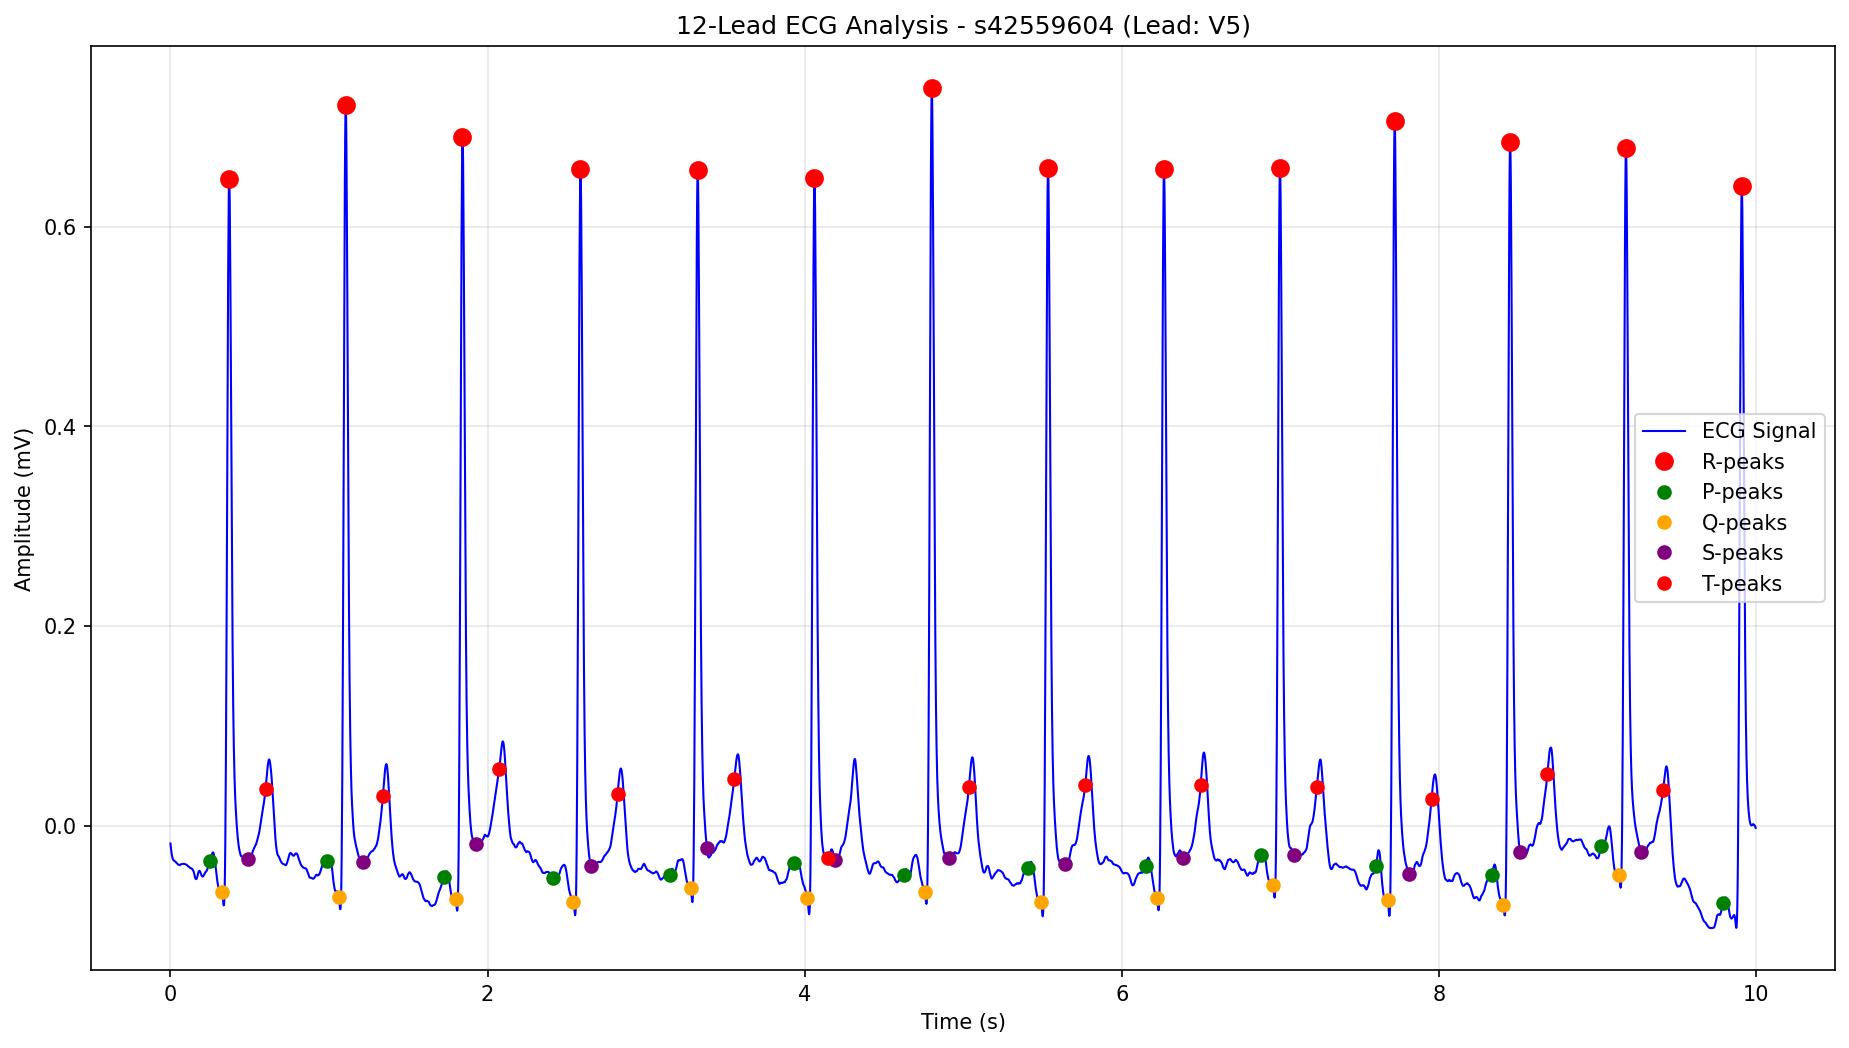 12-Lead ECG Analysis - s42559604 (Lead: V5)
Amplitude (mV)
0.6
0.4
0.2
0.0
ECG Signal
R-peaks
P-peaks
Q-peaks
S-peaks
T-peaks
0 2 4 6 8 10
Time (s)